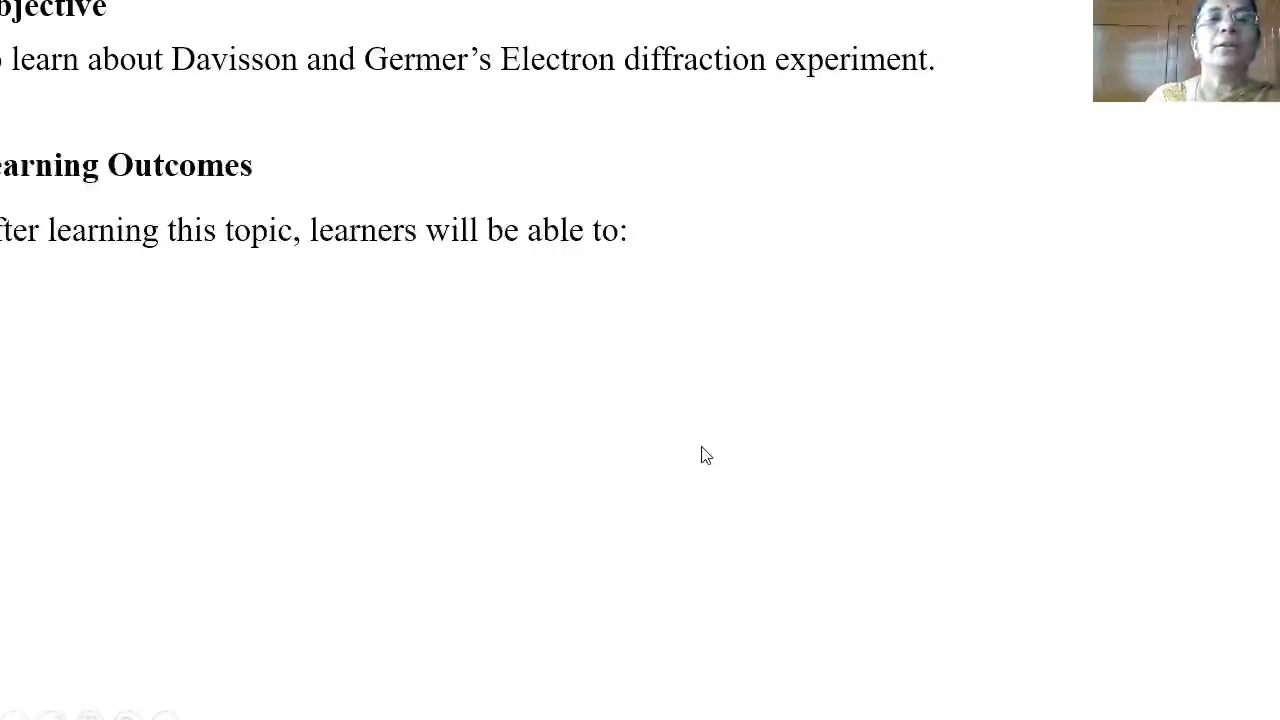 bjective
learn about Davisson and Germer's Electron diffraction experiment.
earning Outcomes
fter learning this topic, learners will be able to: